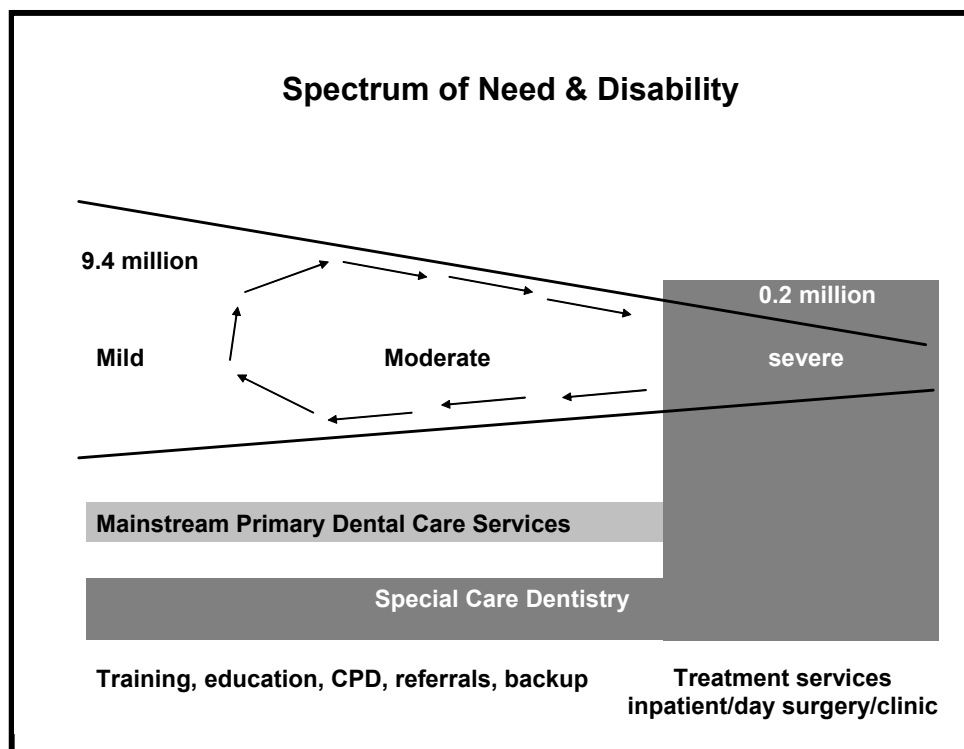 Spectrum of Need & Disability
9.4 million
0.2 million
Mild
Moderate
severe
Mainstream Primary Dental Care Services
Special Care Dentistry
Training, education, CPD, referrals, backup
Treatment services
inpatient/day surgery/clinic